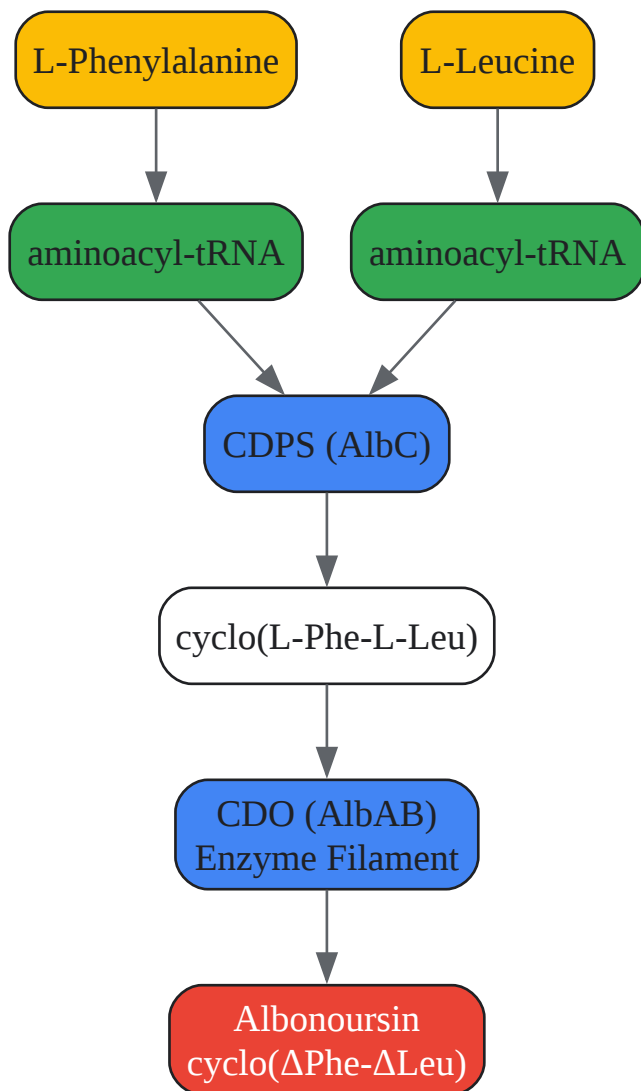 L-Phenylalanine
L-Leucine
aminoacyl-tRNA
aminoacyl-tRNA
CDPS (AlbC)
cyclo(L-Phe-L-Leu)
CDO (AlbAB)
Enzyme Filament
Albonoursin
cyclo(ΔPhe-ΔLeu)